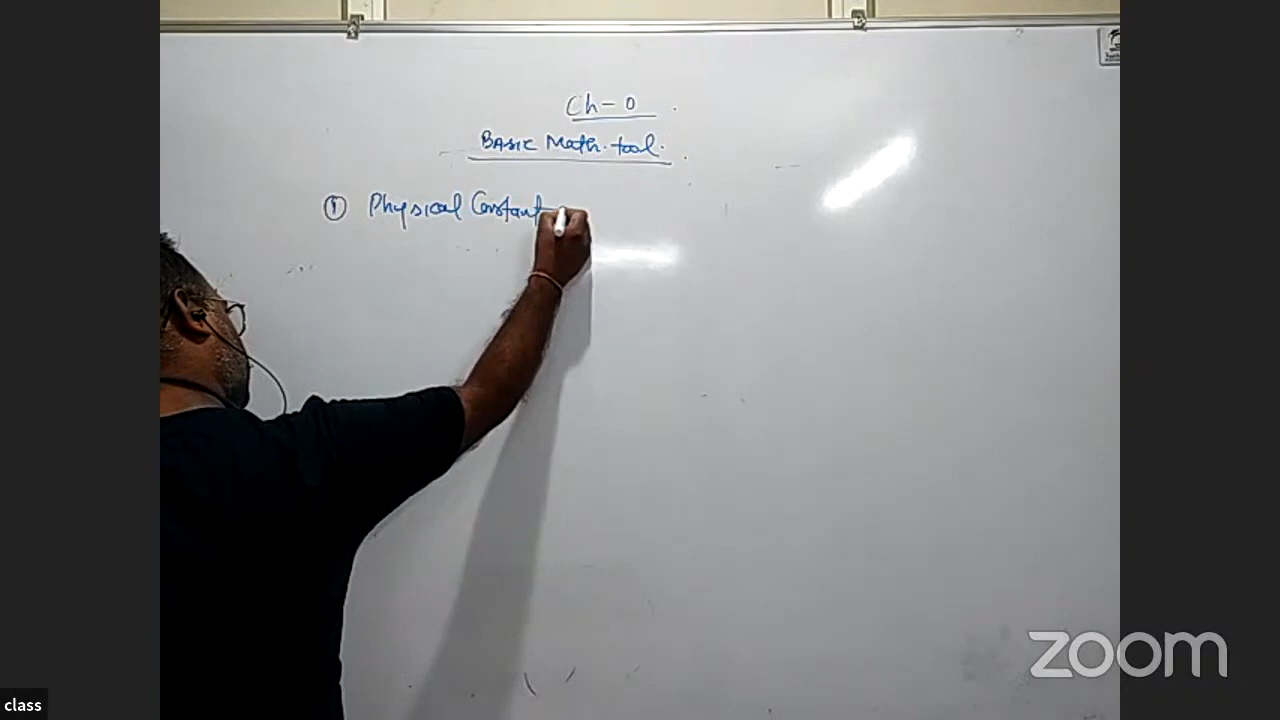 Ch-0
BASIC Math. tool.
① Physical Constant
zoom
class